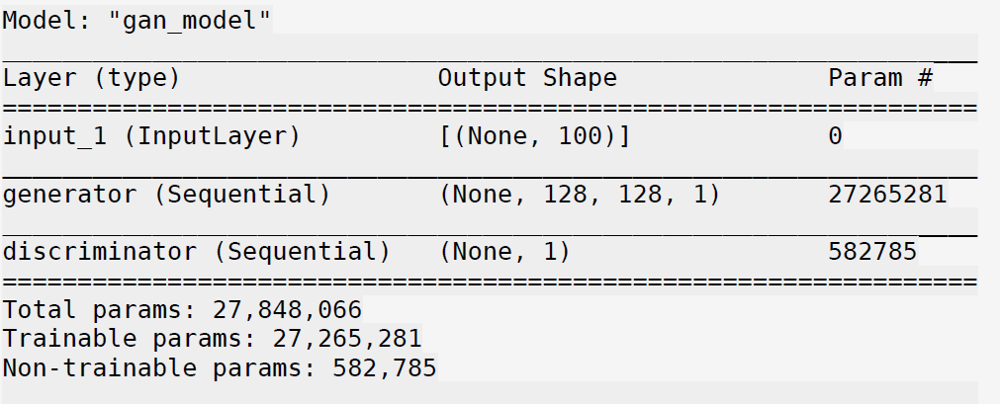 Model: "gan_model"
_________________________________________________________________
Layer (type)                 Output Shape              Param #
=================================================================
input_1 (InputLayer)         [(None, 100)]             0
_________________________________________________________________
generator (Sequential)       (None, 128, 128, 1)       27265281
_________________________________________________________________
discriminator (Sequential)   (None, 1)                 582785
=================================================================
Total params: 27,848,066
Trainable params: 27,265,281
Non-trainable params: 582,785